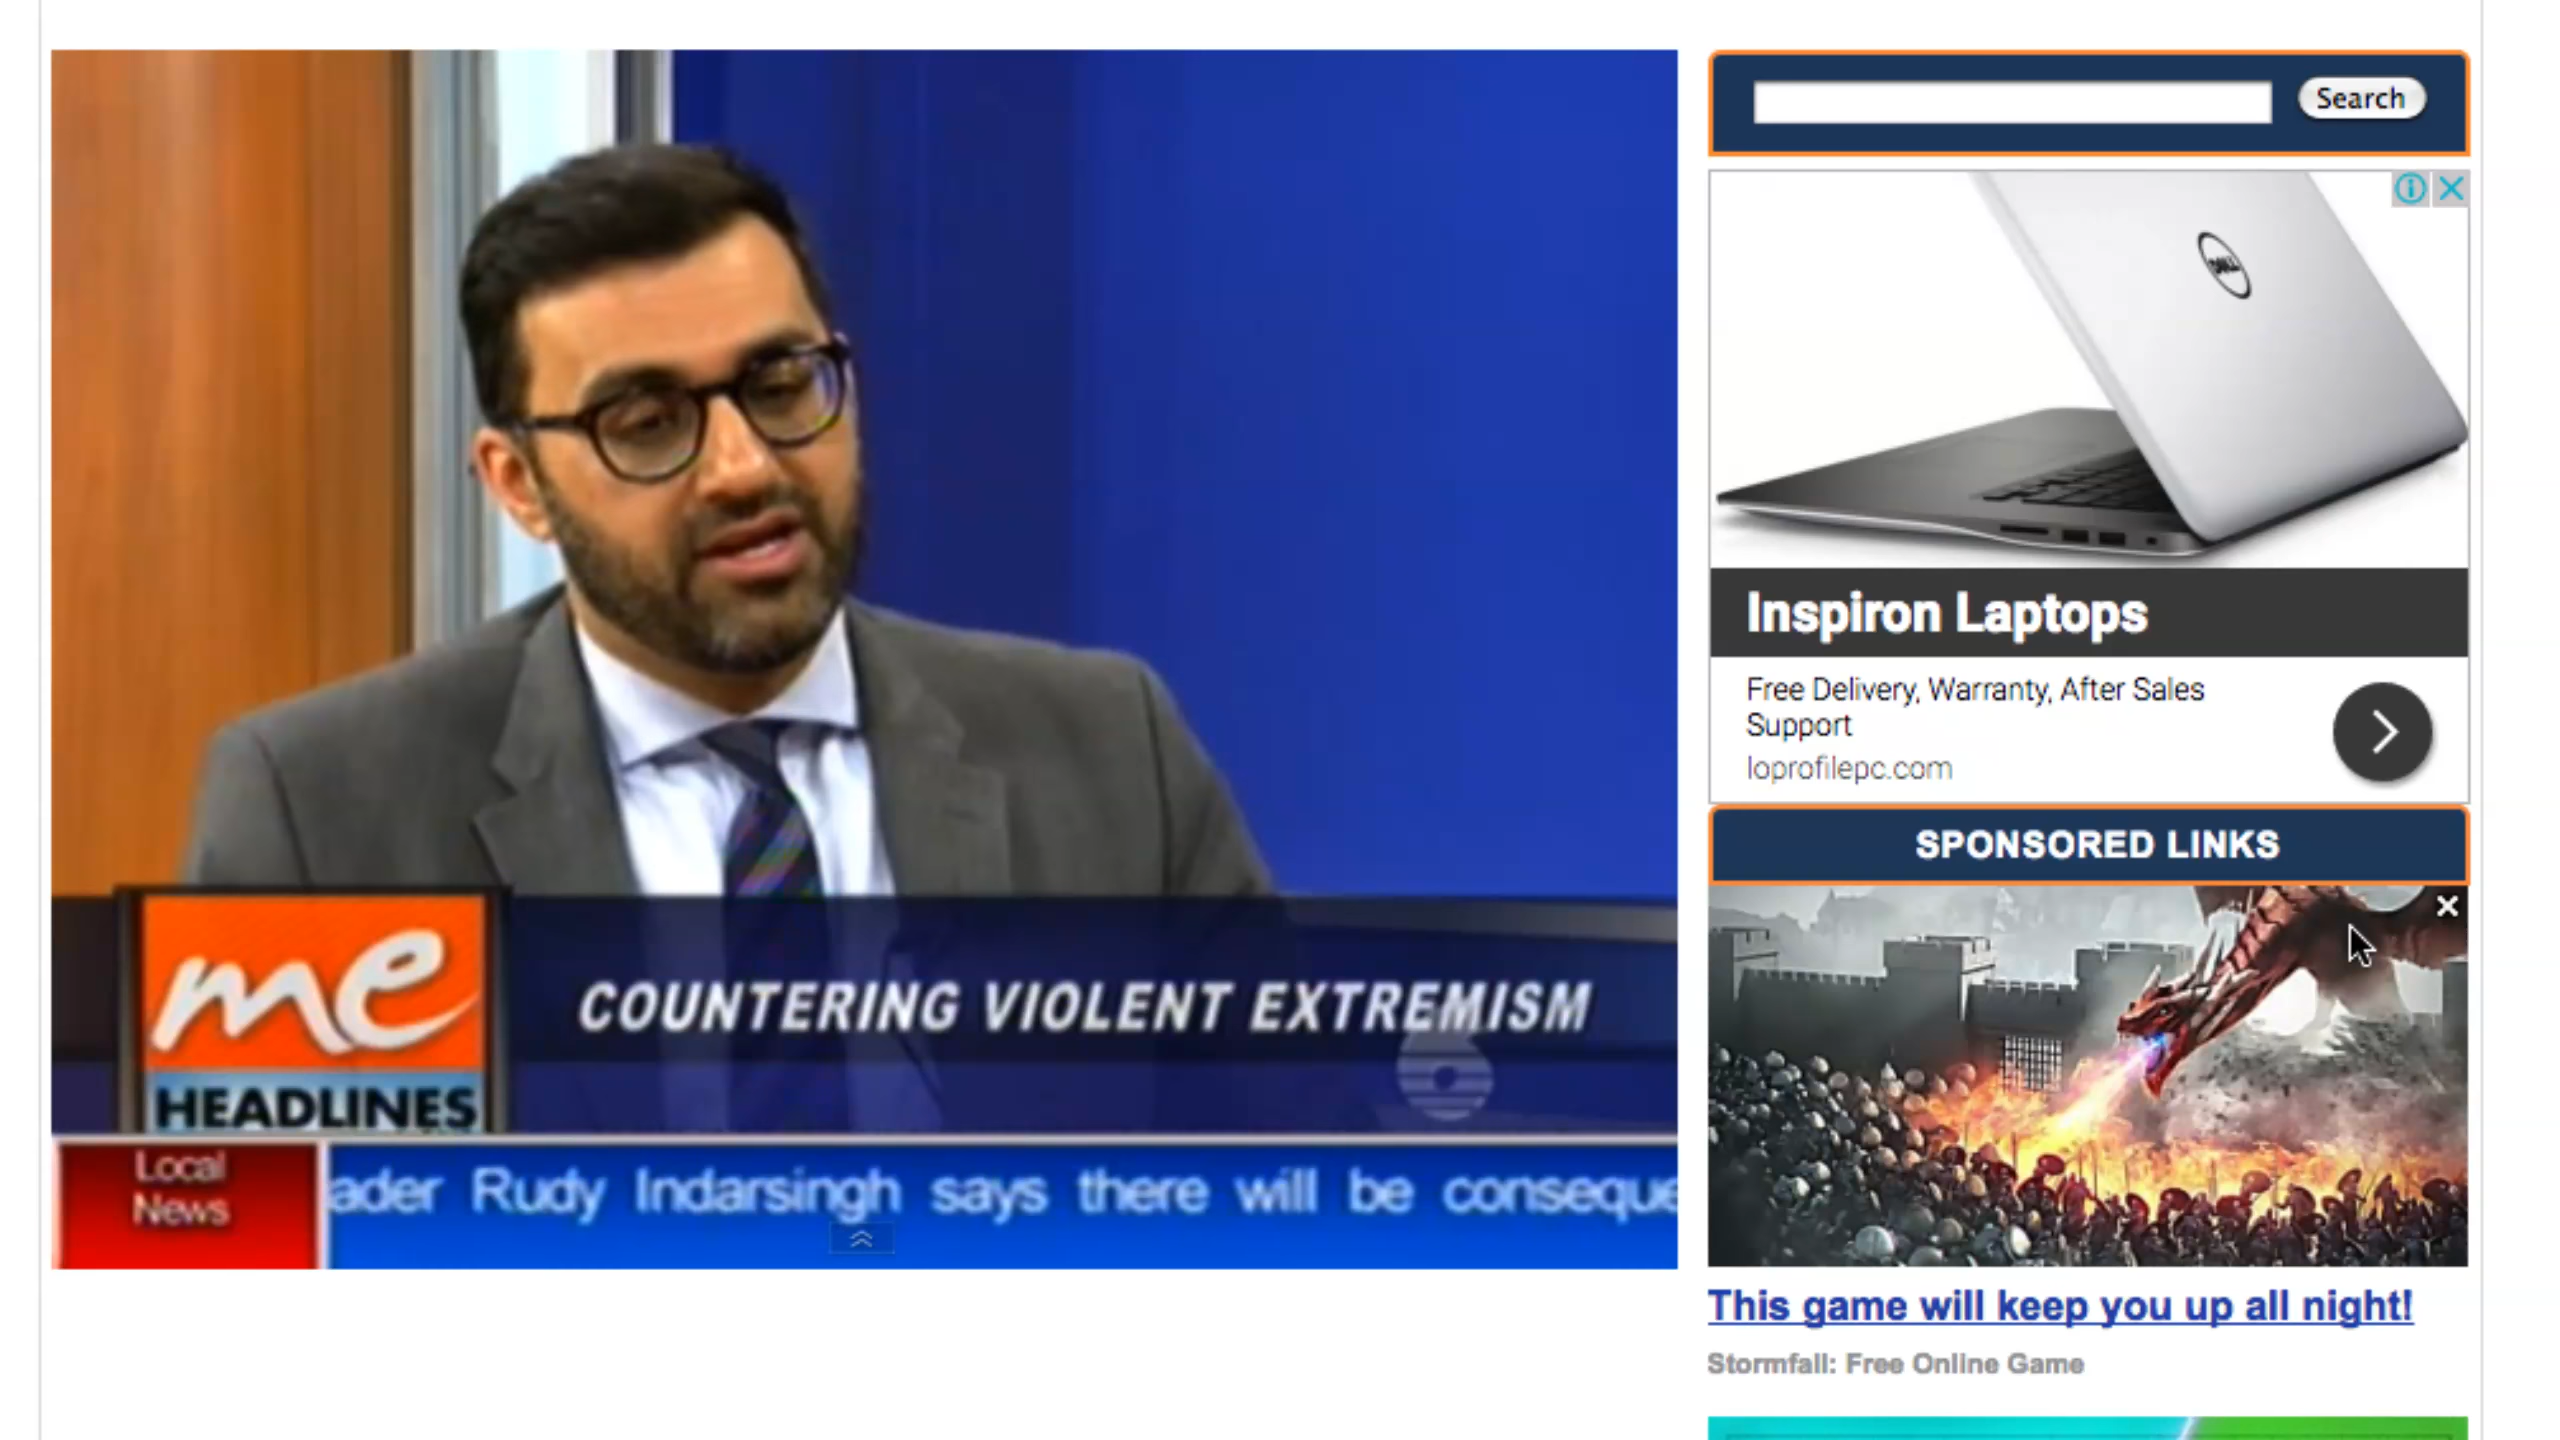 me
HEADLINES
COUNTERING VIOLENT EXTREMISM
6
Local
News
ader Rudy Indarsingh says there will be conseque
Search
DELL
Inspiron Laptops
Free Delivery, Warranty, After Sales
Support
loprofilepc.com
SPONSORED LINKS
This game will keep you up all night!
Stormfall: Free Online Game